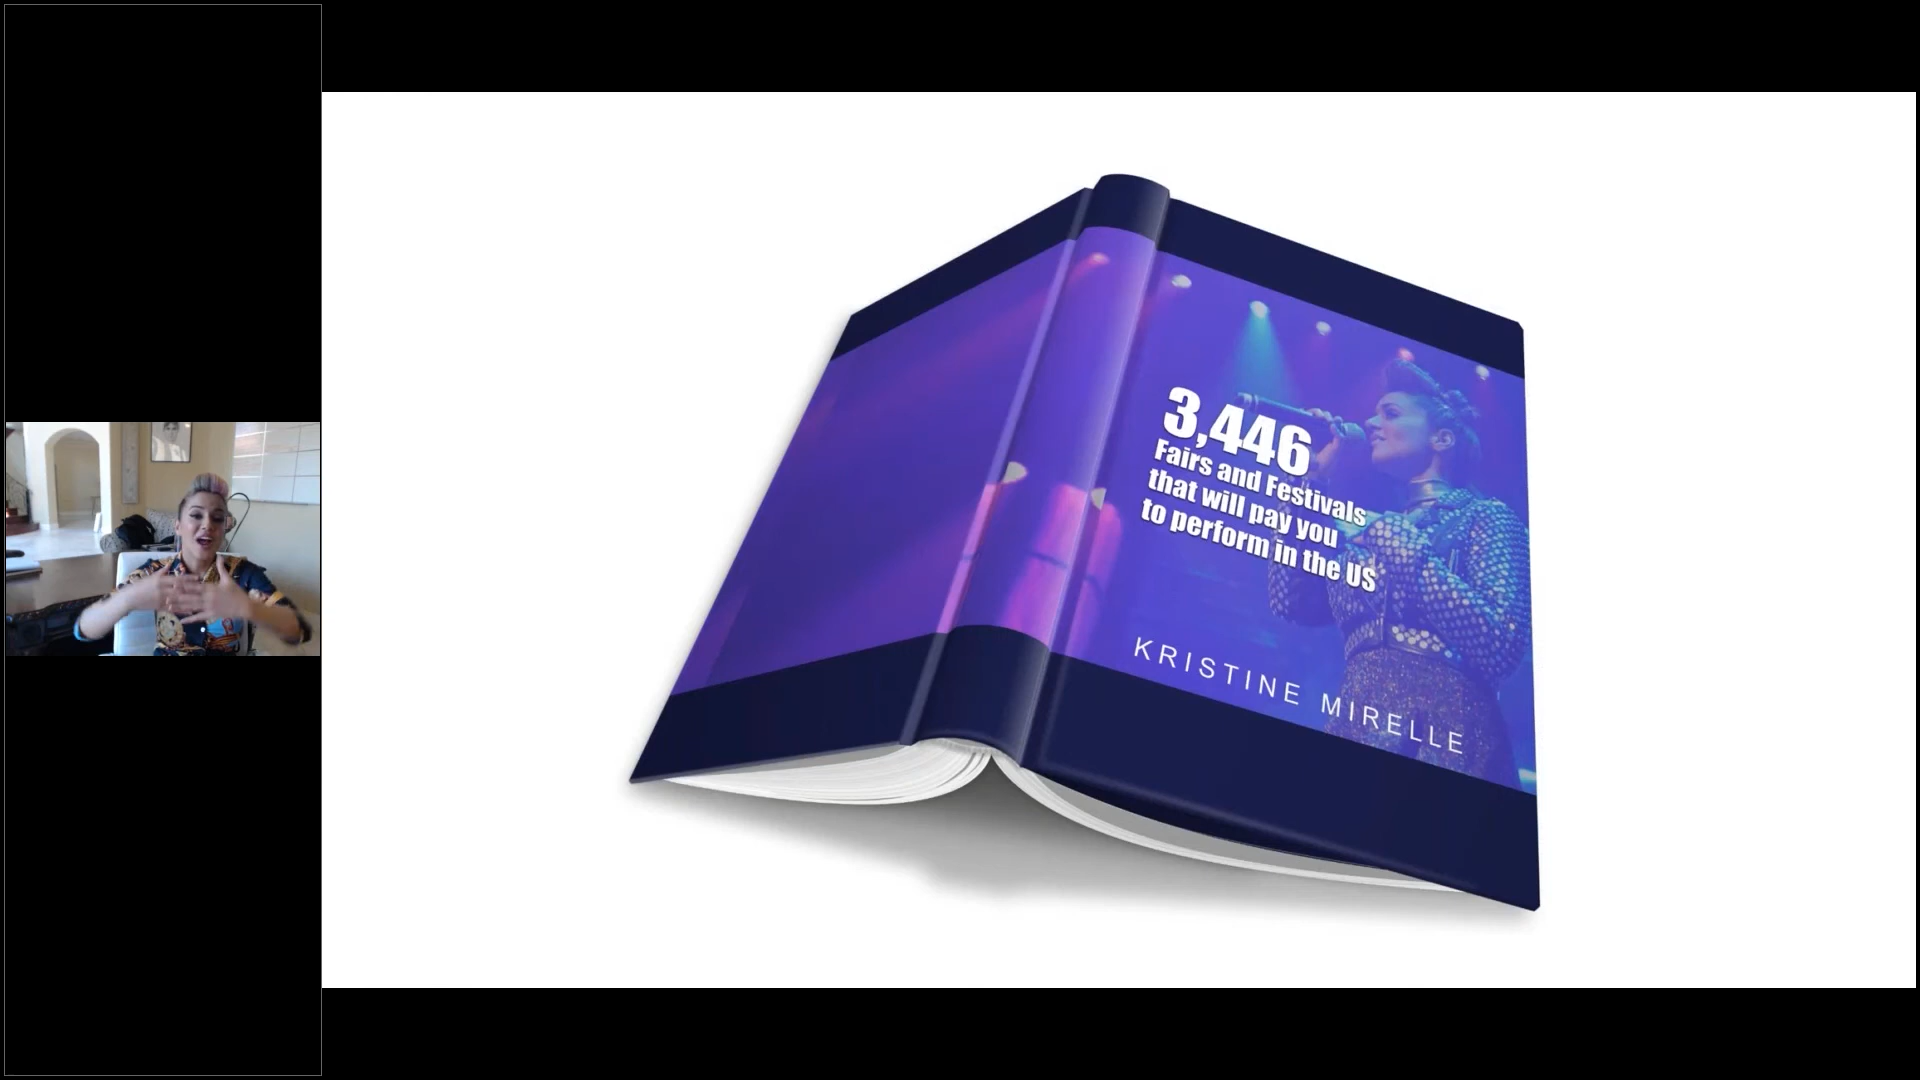 3,446
Fairs and Festivals
that will pay you
to perform in the US
KRISTINE MIRELLE